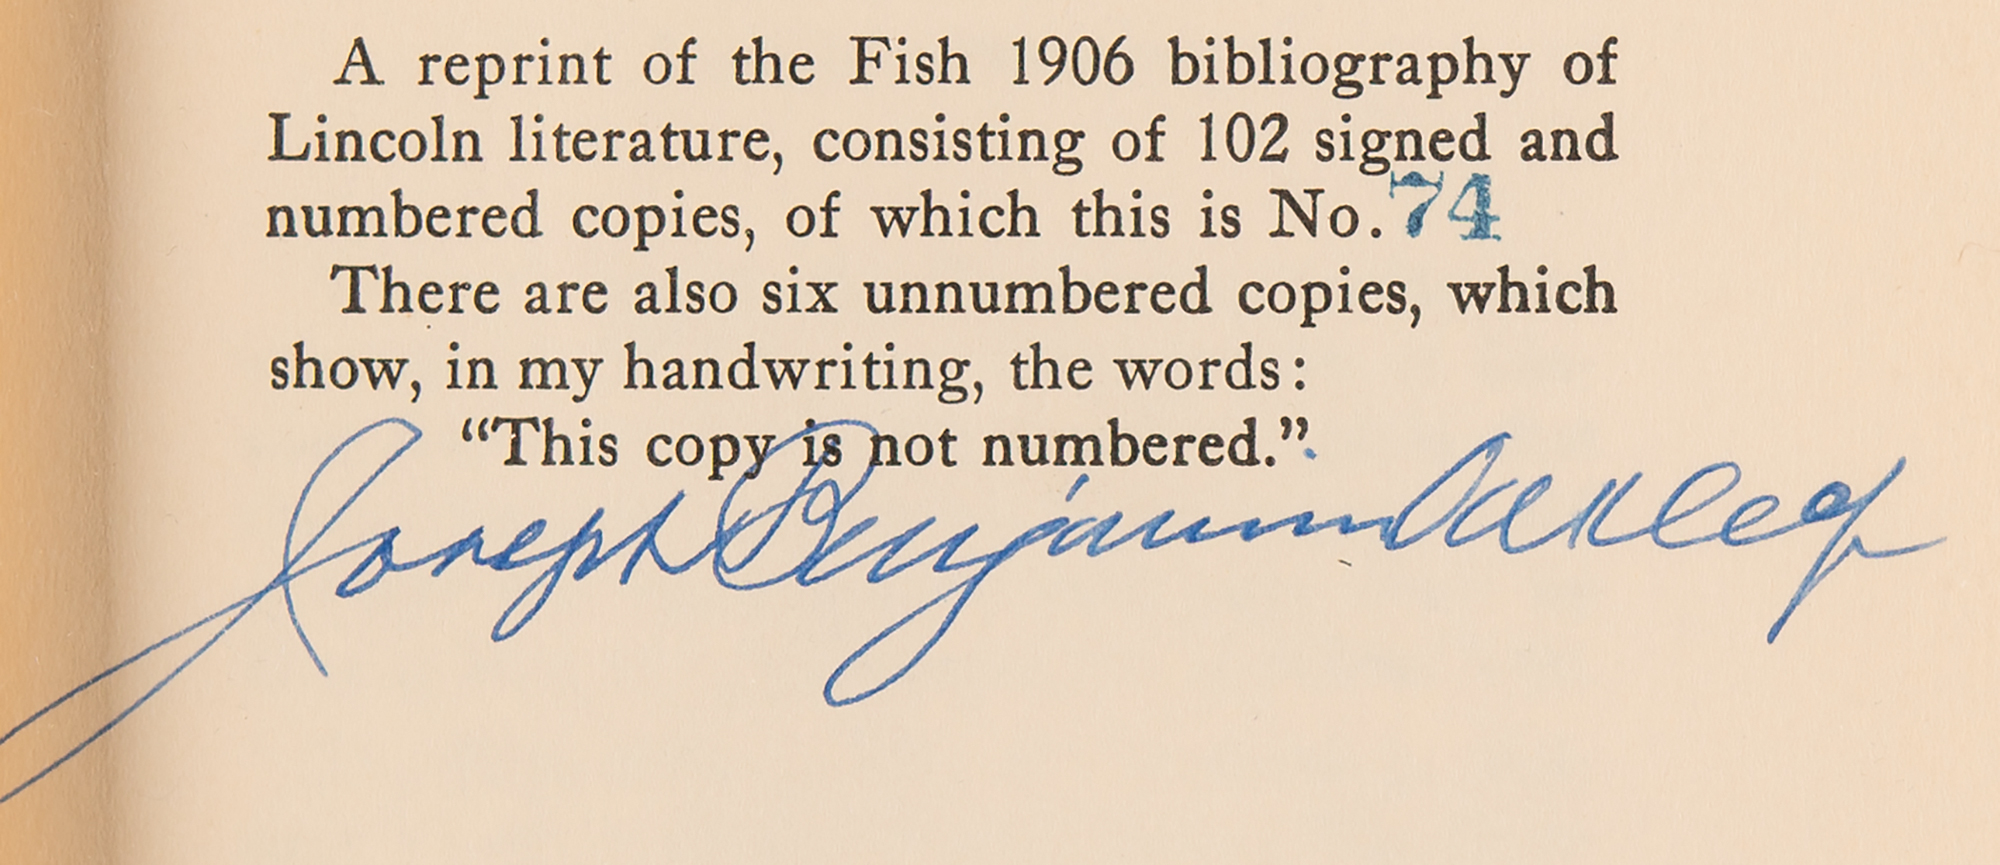 A reprint of the Fish 1906 bibliography of
Lincoln literature, consisting of 102 signed and
numbered copies, of which this is No. 74
There are also six unnumbered copies, which
show, in my handwriting, the words:
“This copy is not numbered.”
Joseph Benjamin Oakleaf